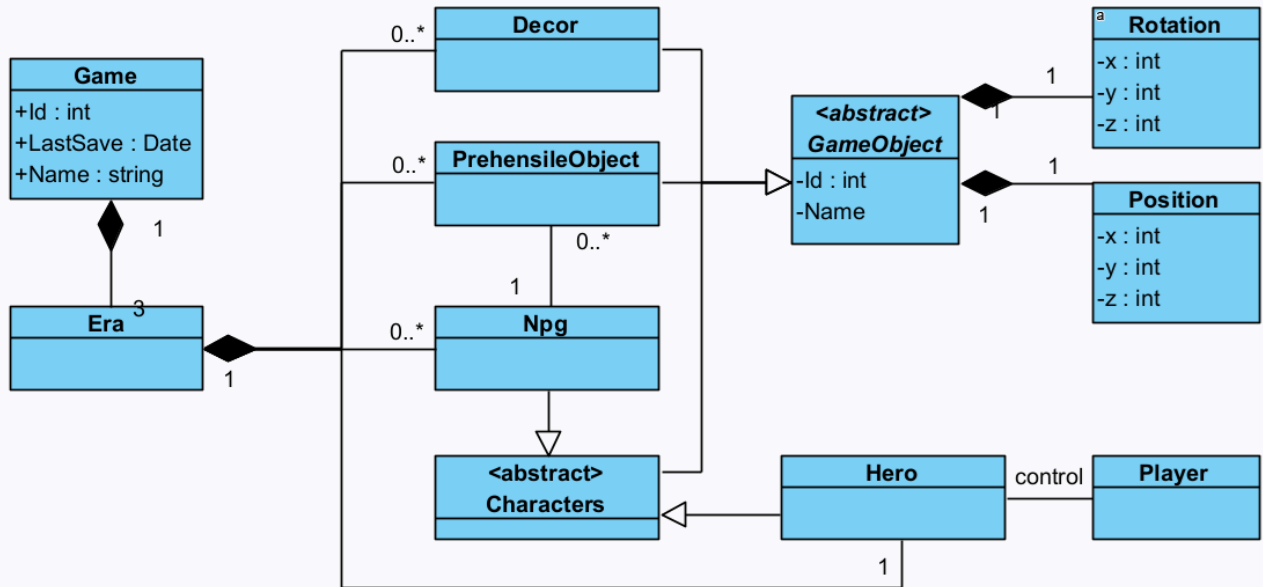 Game
+Id : int
+LastSave : Date
+Name : string
1
3
Era
1
0..*
Decor
0..*
PrehensileObject
0..*
1
0..*
Npg
<abstract>
Characters
<abstract>
GameObject
-Id : int
-Name
1
1
1
1
a
Rotation
-x : int
-y : int
-z : int
Position
-x : int
-y : int
-z : int
Hero
control
Player
1